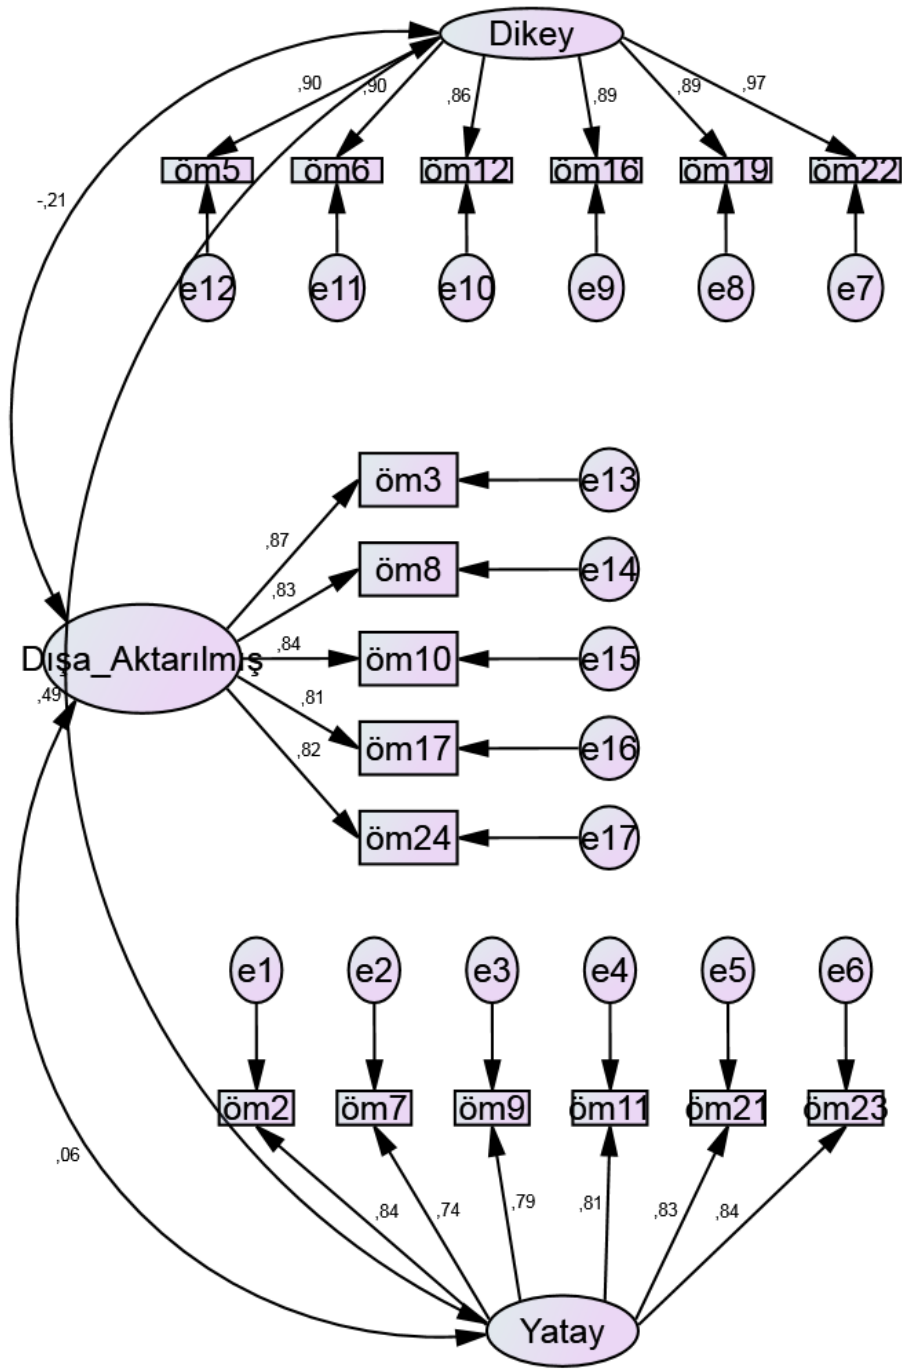 Dikey
,90
,90
,86
,89
,89
,97
öm5
öm6
öm12
öm16
öm19
öm22
-,21
e12
e11
e10
e9
e8
e7
öm3
e13
,87
öm8
e14
,83
Dışa_Aktarılmış
,84
öm10
e15
,49
,81
öm17
e16
,82
öm24
e17
e1
e2
e3
e4
e5
e6
öm2
öm7
öm9
öm11
öm21
öm23
,06
,84
,74
,79
,81
,83
,84
Yatay